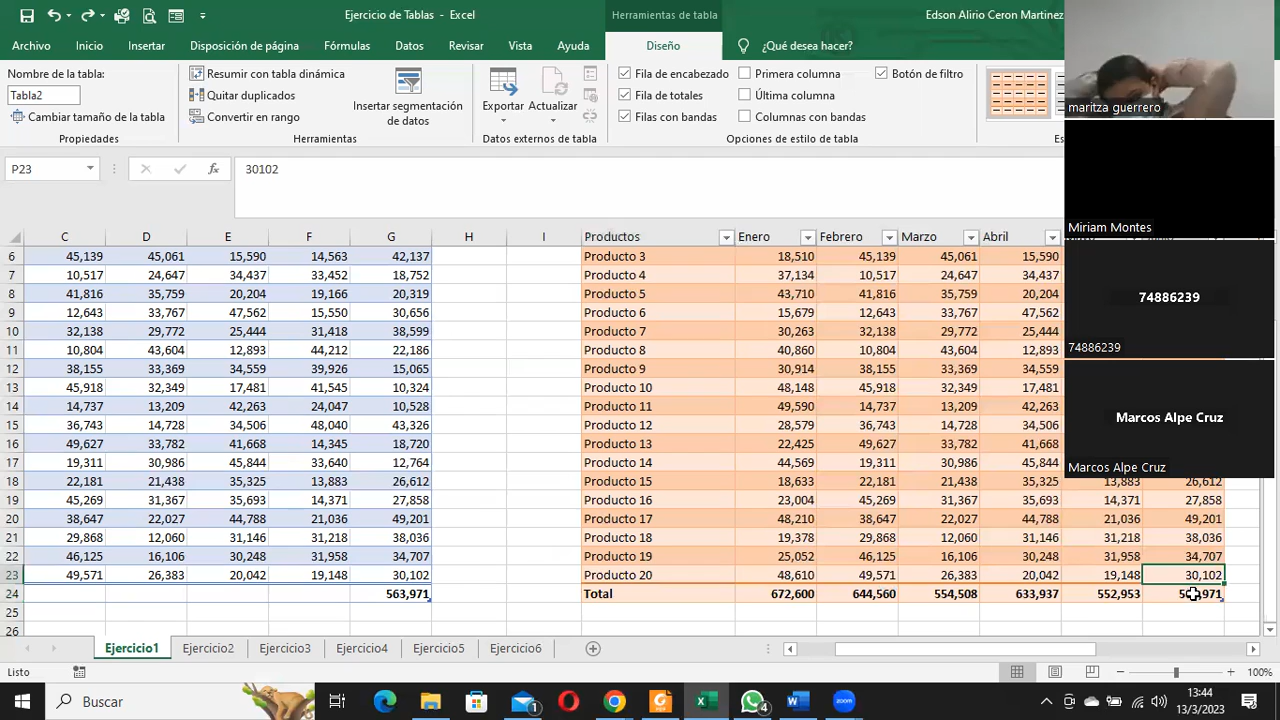 Ejercicio de Tablas - Excel
Herramientas de tabla
Edson Alirio Ceron Martinez
Archivo Inicio Insertar Disposición de página Fórmulas Datos Revisar Vista Ayuda Diseño ¿Qué desea hacer?
Nombre de la tabla:
Tabla2
Cambiar tamaño de la tabla
Propiedades
Resumir con tabla dinámica
Quitar duplicados
Convertir en rango
Insertar segmentación
de datos
Herramientas
Exportar Actualizar
Datos externos de tabla
Fila de encabezado Primera columna Botón de filtro
Fila de totales Última columna
Filas con bandas Columnas con bandas
Opciones de estilo de tabla
P23 fx 30102
C D E F G H I Productos Enero Febrero Marzo Abril
6 45,139 45,061 15,590 14,563 42,137 Producto 3 18,510 45,139 45,061 15,590
7 10,517 24,647 34,437 33,452 18,752 Producto 4 37,134 10,517 24,647 34,437
8 41,816 35,759 20,204 19,166 20,319 Producto 5 43,710 41,816 35,759 20,204
9 12,643 33,767 47,562 15,550 30,656 Producto 6 15,679 12,643 33,767 47,562
10 32,138 29,772 25,444 31,418 38,599 Producto 7 30,263 32,138 29,772 25,444
11 10,804 43,604 12,893 44,212 22,186 Producto 8 40,860 10,804 43,604 12,893
12 38,155 33,369 34,559 39,926 15,065 Producto 9 30,914 38,155 33,369 34,559
13 45,918 32,349 17,481 41,545 10,324 Producto 10 48,148 45,918 32,349 17,481
14 14,737 13,209 42,263 24,047 10,528 Producto 11 49,590 14,737 13,209 42,263
15 36,743 14,728 34,506 48,040 43,326 Producto 12 28,579 36,743 14,728 34,506
16 49,627 33,782 41,668 14,345 18,720 Producto 13 22,425 49,627 33,782 41,668
17 19,311 30,986 45,844 33,640 12,764 Producto 14 44,569 19,311 30,986 45,844
18 22,181 21,438 35,325 13,883 26,612 Producto 15 18,633 22,181 21,438 35,325 13,883 26,612
19 45,269 31,367 35,693 14,371 27,858 Producto 16 23,004 45,269 31,367 35,693 14,371 27,858
20 38,647 22,027 44,788 21,036 49,201 Producto 17 48,210 38,647 22,027 44,788 21,036 49,201
21 29,868 12,060 31,146 31,218 38,036 Producto 18 19,378 29,868 12,060 31,146 31,218 38,036
22 46,125 16,106 30,248 31,958 34,707 Producto 19 25,052 46,125 16,106 30,248 31,958 34,707
23 49,571 26,383 20,042 19,148 30,102 Producto 20 48,610 49,571 26,383 20,042 19,148 30,102
24 563,971 Total 672,600 644,560 554,508 633,937 552,953
25
26
Ejercicio1 Ejercicio2 Ejercicio3 Ejercicio4 Ejercicio5 Ejercicio6
Listo
100%
Buscar
1
4
13:44
13/3/2023
maritza guerrero
Miriam Montes
74886239
74886239
Marcos Alpe Cruz
Marcos Alpe Cruz